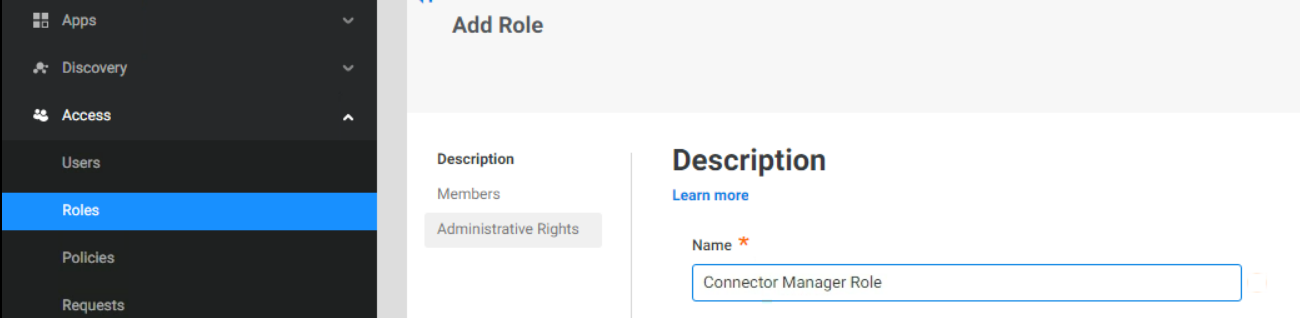 Apps
Discovery
Access
Users
Roles
Policies
Requests
Add Role
Description
Members
Administrative Rights
Description
Learn more
Name *
Connector Manager Role